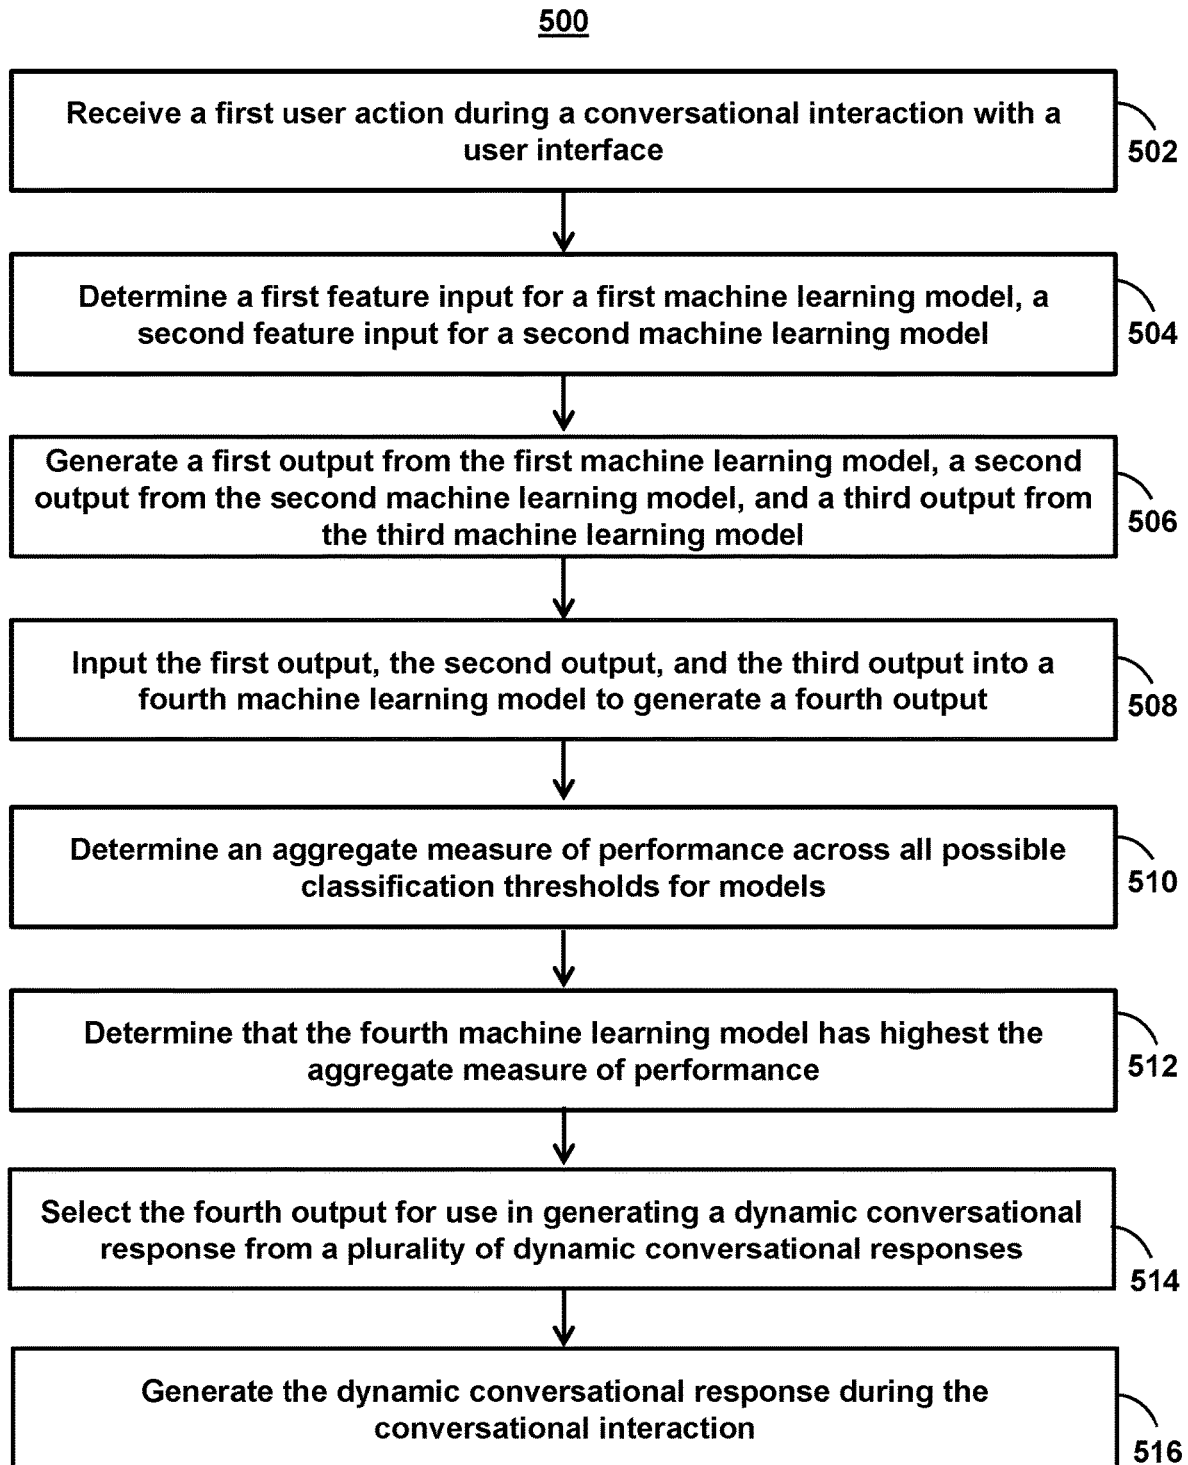 500
Receive a first user action during a conversational interaction with a
user interface
502
Determine a first feature input for a first machine learning model, a
second feature input for a second machine learning model
504
Generate a first output from the first machine learning model, a second
output from the second machine learning model, and a third output from
the third machine learning model
506
Input the first output, the second output, and the third output into a
fourth machine learning model to generate a fourth output
508
Determine an aggregate measure of performance across all possible
classification thresholds for models
510
Determine that the fourth machine learning model has highest the
aggregate measure of performance
512
Select the fourth output for use in generating a dynamic conversational
response from a plurality of dynamic conversational responses
514
Generate the dynamic conversational response during the
conversational interaction
516